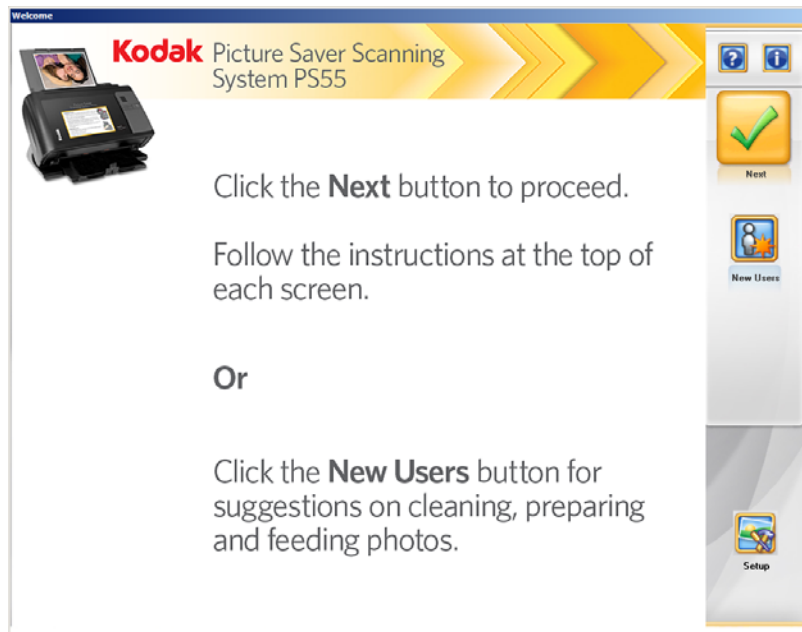 Welcome
Kodak Picture Saver Scanning
System PS55
Click the Next button to proceed.
Follow the instructions at the top of
each screen.
Or
Click the New Users button for
suggestions on cleaning, preparing
and feeding photos.
?
i
Next
New Users
Setup